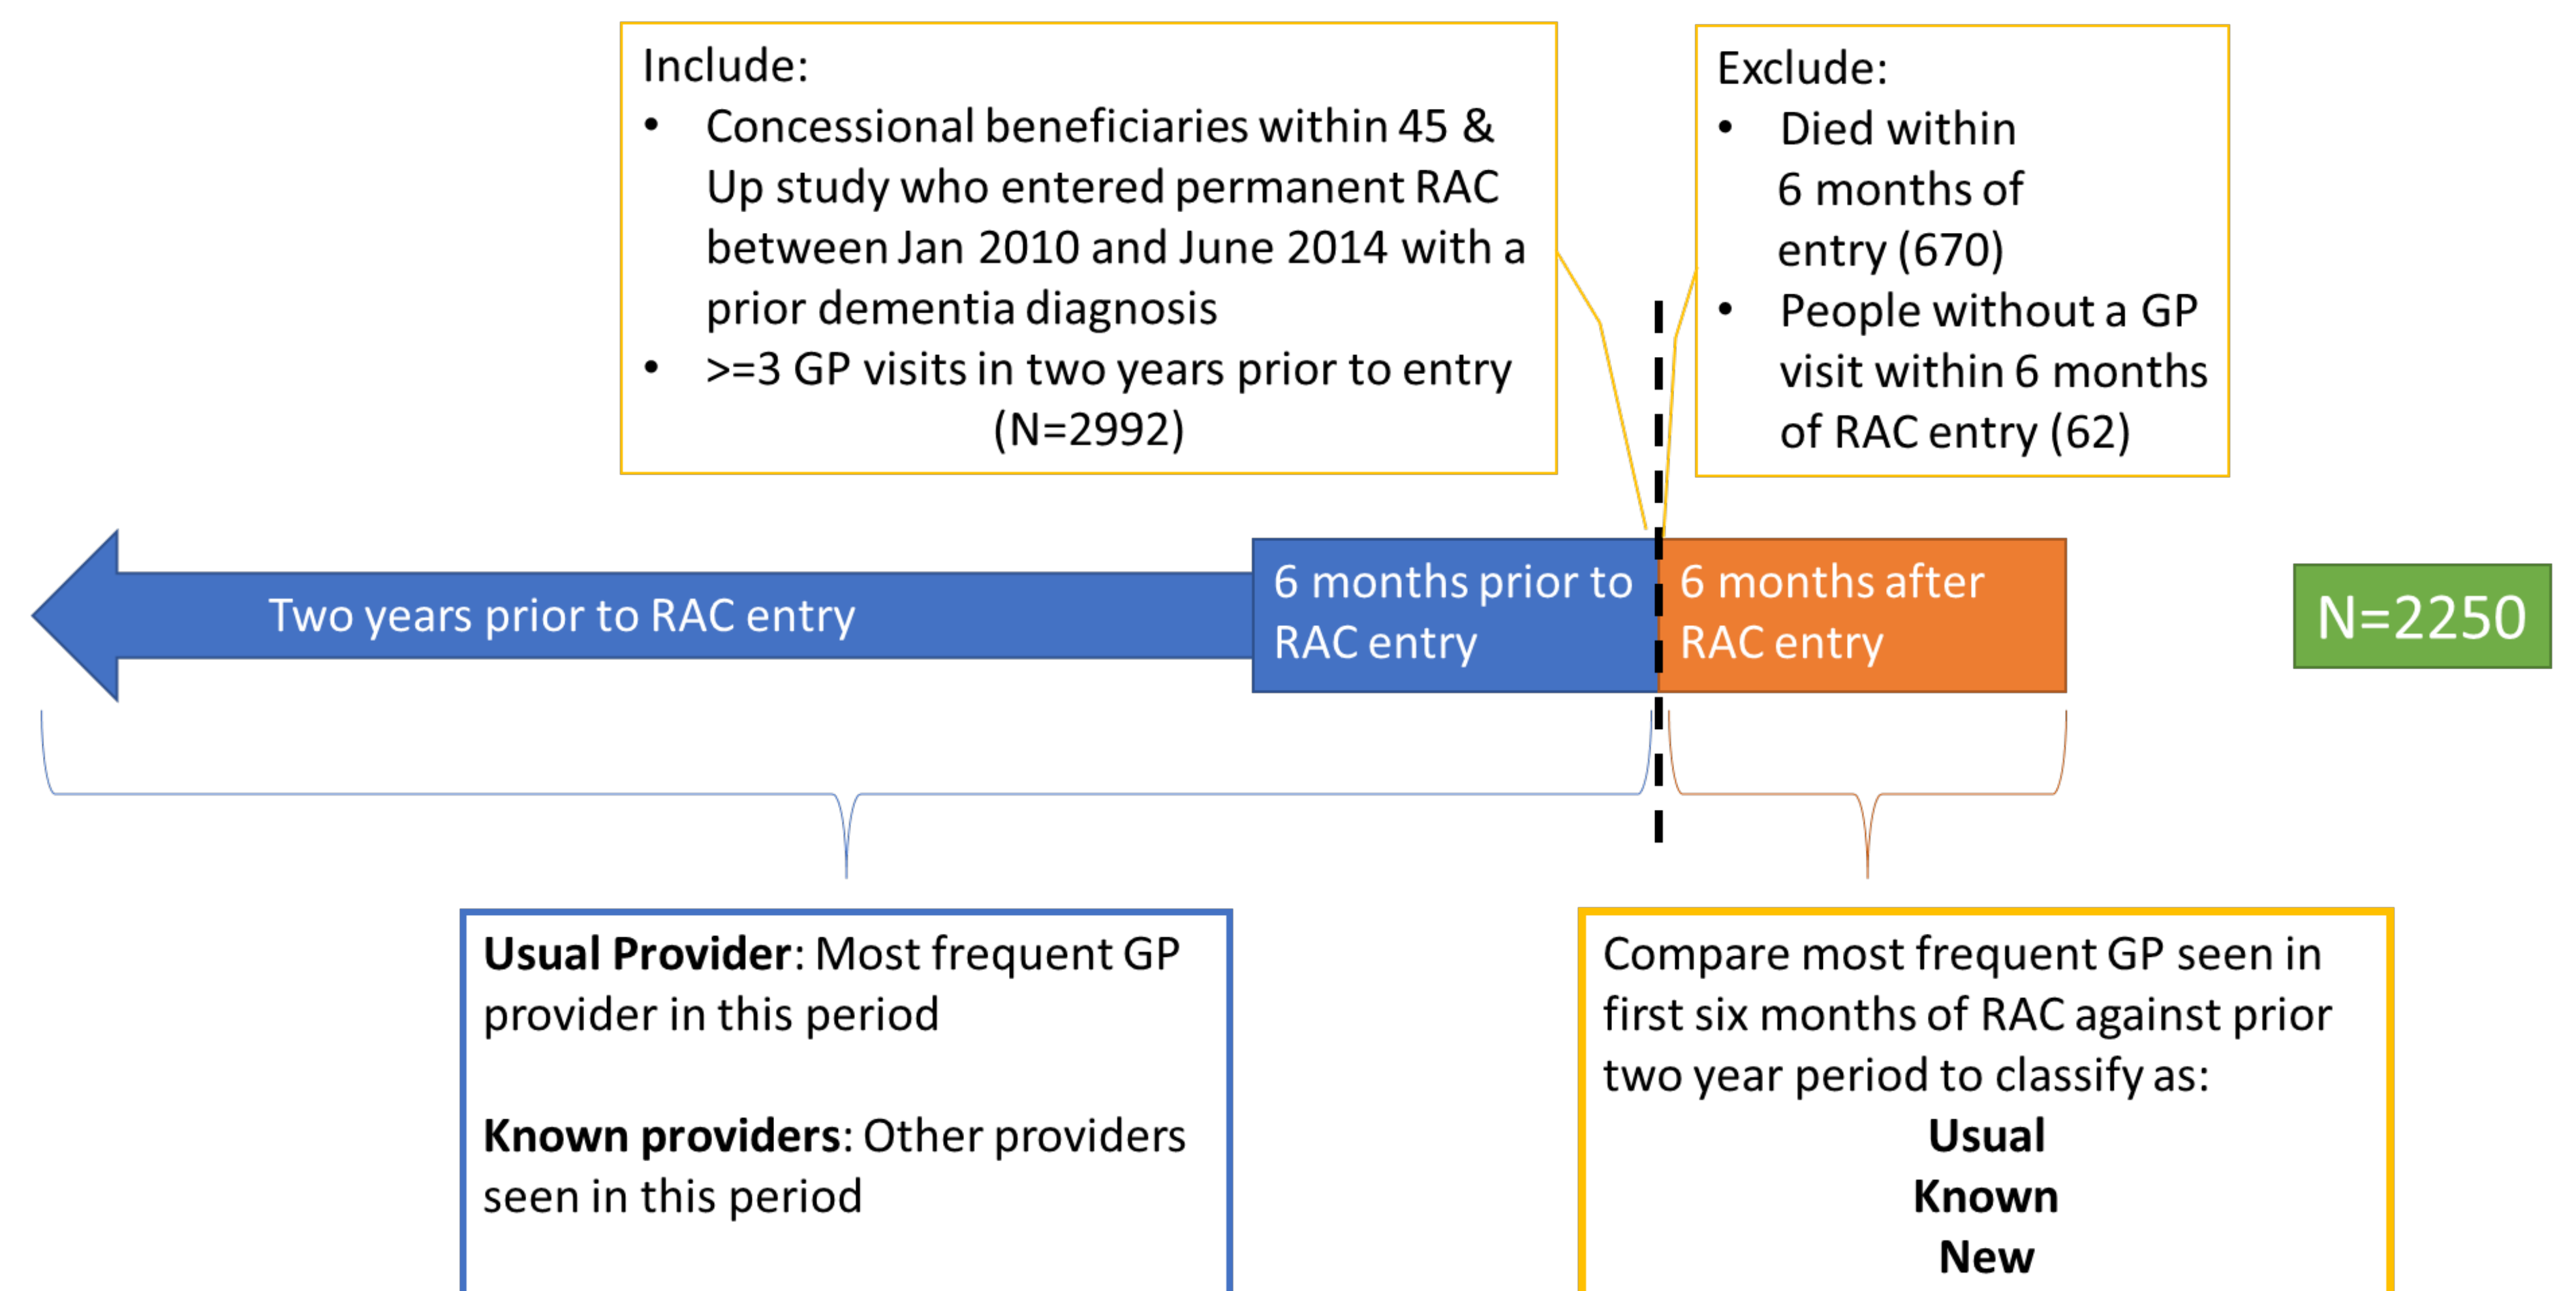 Include:
• Concessional beneficiaries within 45 &
Up study who entered permanent RAC
between Jan 2010 and June 2014 with a
prior dementia diagnosis
• >=3 GP visits in two years prior to entry
(N=2992)
Exclude:
• Died within
6 months of
entry (670)
• People without a GP
visit within 6 months
of RAC entry (62)
Two years prior to RAC entry
6 months prior to
RAC entry
6 months after
RAC entry
N=2250
Usual Provider: Most frequent GP
provider in this period
Known providers: Other providers
seen in this period
Compare most frequent GP seen in
first six months of RAC against prior
two year period to classify as:
Usual
Known
New